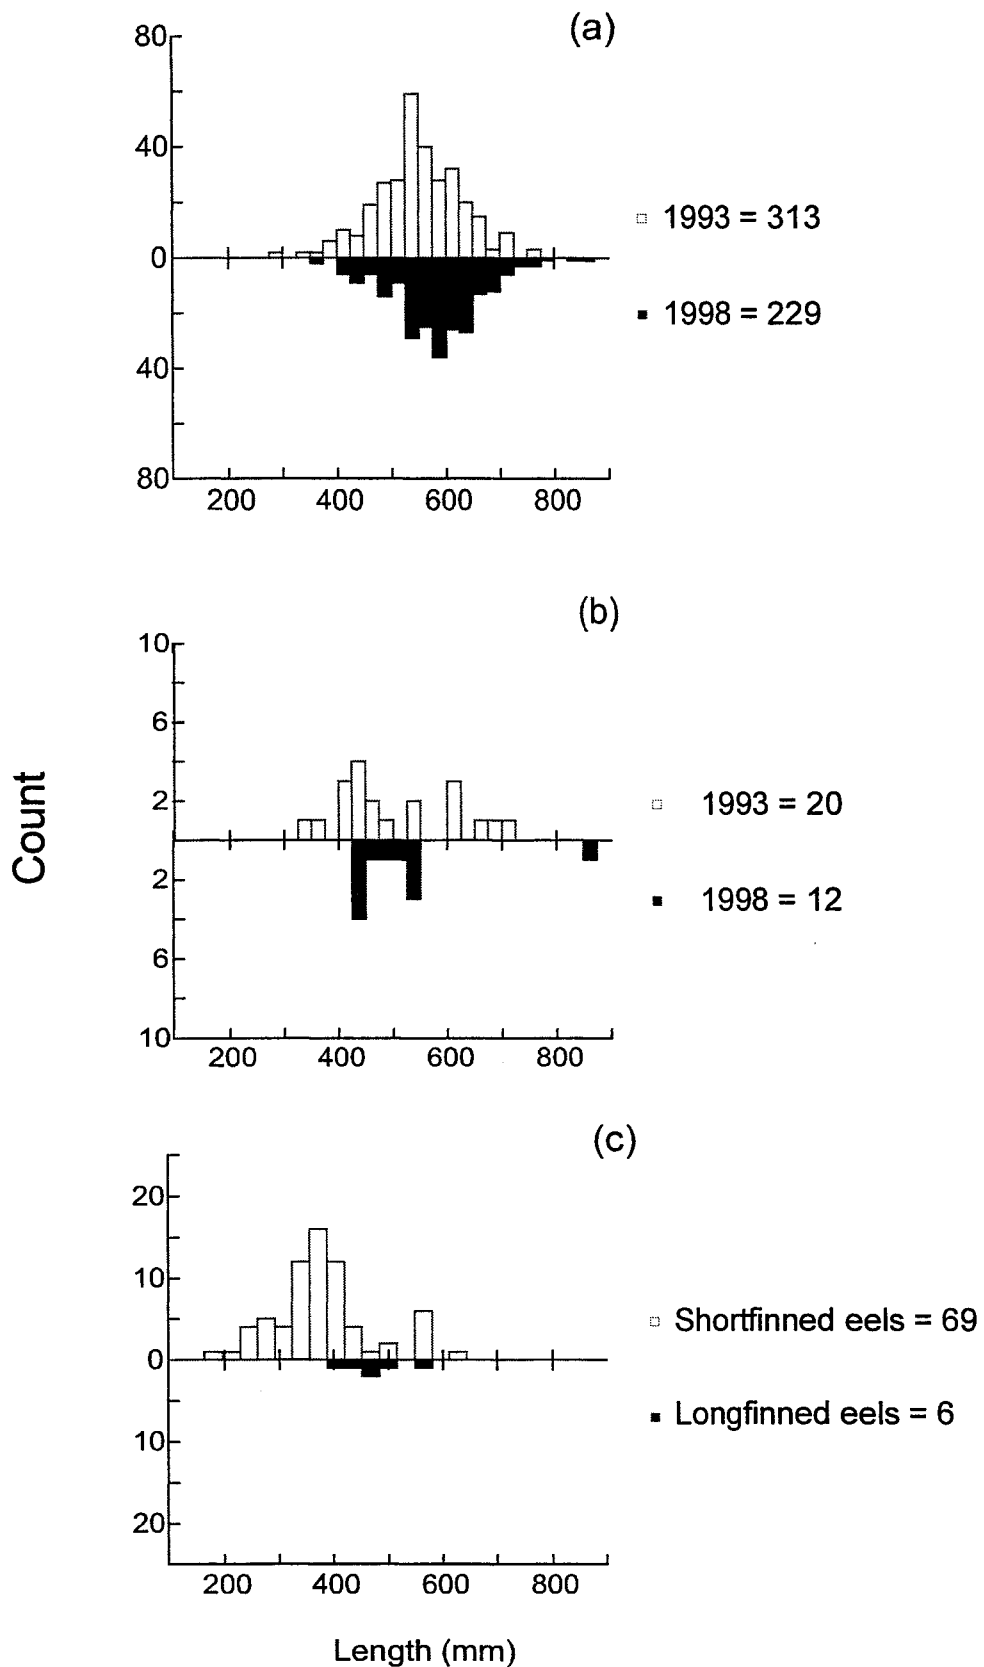 (a)
80
40
0
40
80
200 400 600 800
□ 1993 = 313
■ 1998 = 229
(b)
10
6
2
2
6
10
200 400 600 800
□ 1993 = 20
■ 1998 = 12
Count
(c)
20
10
0
10
20
200 400 600 800
□ Shortfinned eels = 69
■ Longfinned eels = 6
Length (mm)